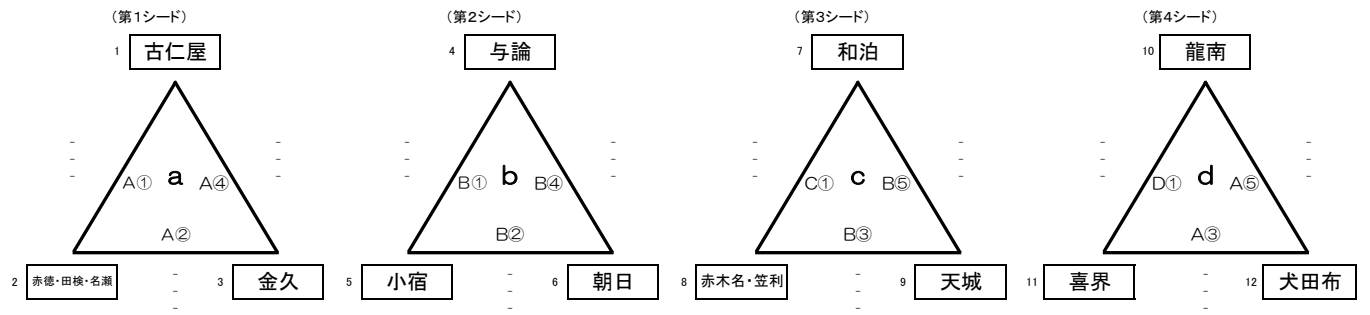 (第1シード) (第2シード) (第3シード) (第4シード)
1 古仁屋 4 与論 7 和泊 10 龍南
- - - - - - - -
- - - - - - - -
- - - - - - - -
A① a A④ B① b B④ C① c B⑤ D① d A⑤
A② B② B③ A③
2 赤徳・田検・名瀬 3 金久 5 小宿 6 朝日 8 赤木名・笠利 9 天城 11 喜界 12 犬田布
- - - -
- - - -
- - - -